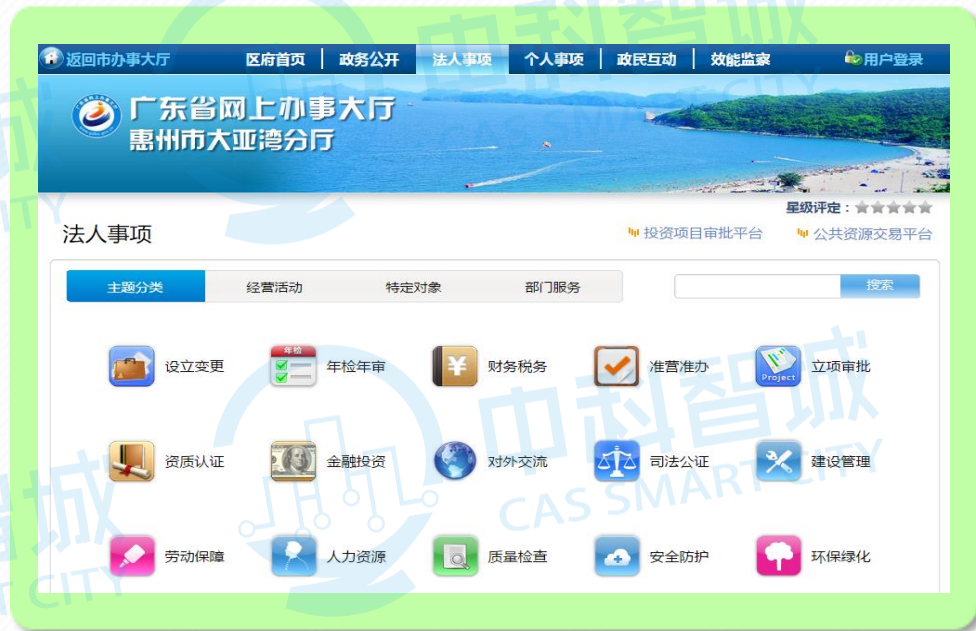 返回市办事大厅 区府首页 政务公开 法人事项 个人事项 政民互动 效能监察 用户登录
广东省网上办事大厅
惠州市大亚湾分厅
星级评定：
法人事项 投资项目审批平台 公共资源交易平台
主题分类 经营活动 特定对象 部门服务 搜索
设立变更 年检 年检年审 ¥ 财务税务 准营准办 Project 立项审批
资质认证 金融投资 对外交流 司法公证 建设管理
劳动保障 人力资源 质量检查 安全防护 环保绿化
中科智城
CAS SMART CITY